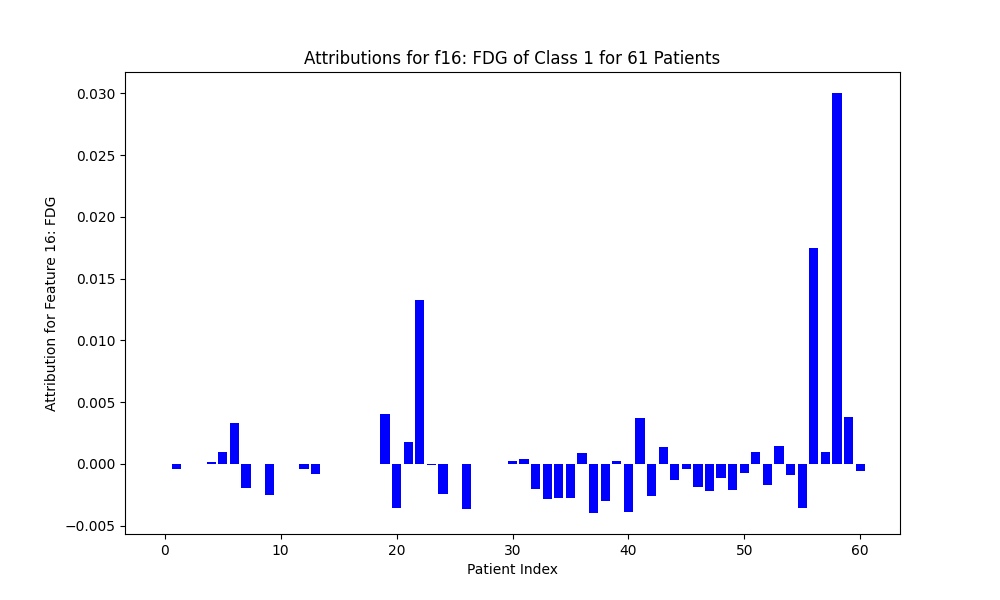 Attributions for f16: FDG of Class 1 for 61 Patients
0.030
0.025
0.020
0.015
0.010
0.005
0.000
−0.005
Attribution for Feature 16: FDG
0 10 20 30 40 50 60
Patient Index